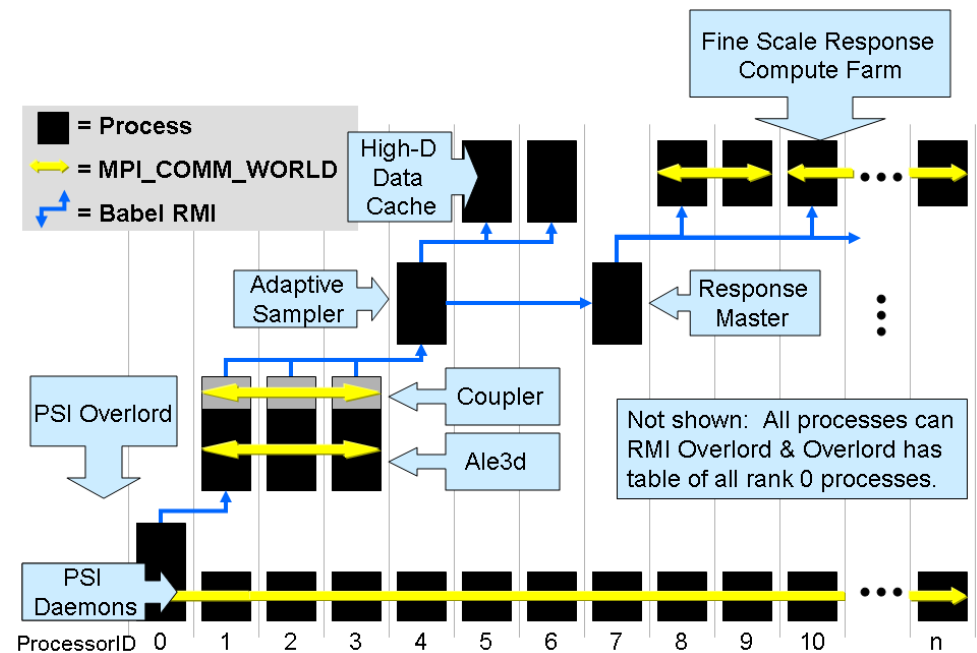 Fine Scale Response
Compute Farm
= Process
= MPI_COMM_WORLD
= Babel RMI
High-D
Data
Cache
Adaptive
Sampler
Response
Master
PSI Overlord
Coupler
Ale3d
Not shown:  All processes can
RMI Overlord & Overlord has
table of all rank 0 processes.
PSI
Daemons
ProcessorID 0 1 2 3 4 5 6 7 8 9 10 n